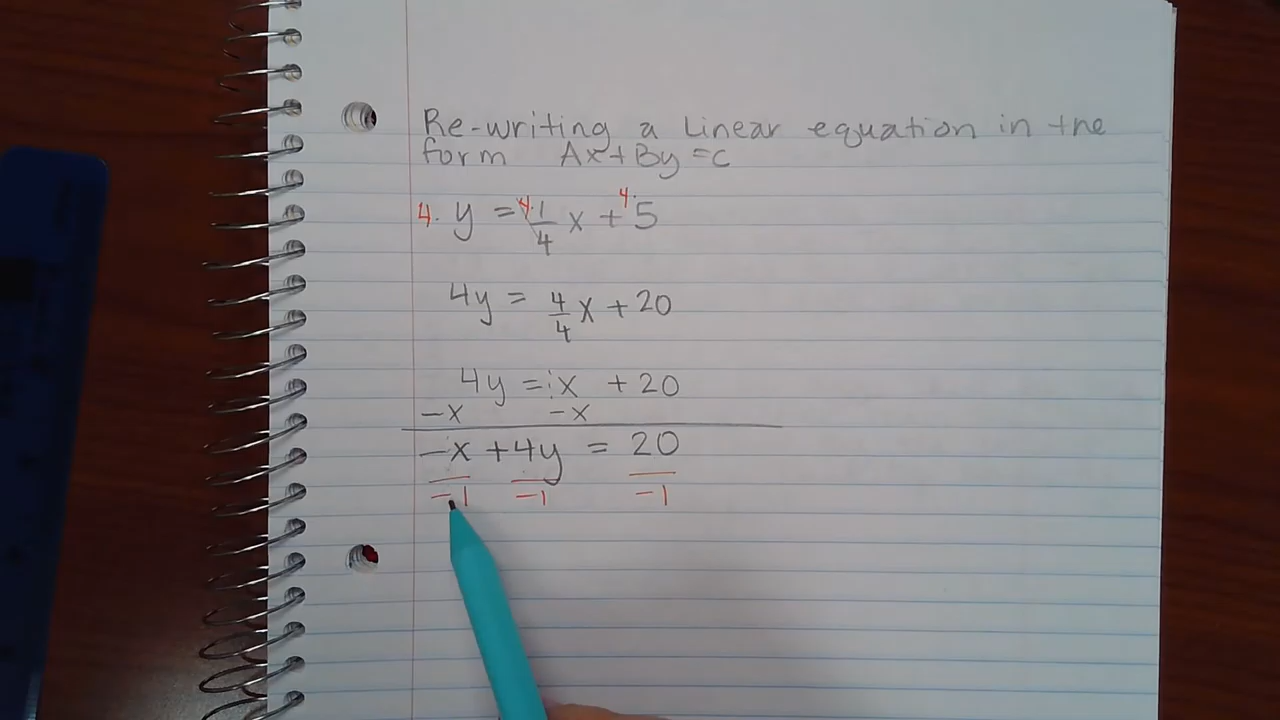 Re-writing a Linear equation in the
form Ax+By=c
4. y = 4. 1/4 x + 4. 5
4y = 4/4 x + 20
4y = x + 20
-x -x
-x + 4y = 20
-1 -1 -1